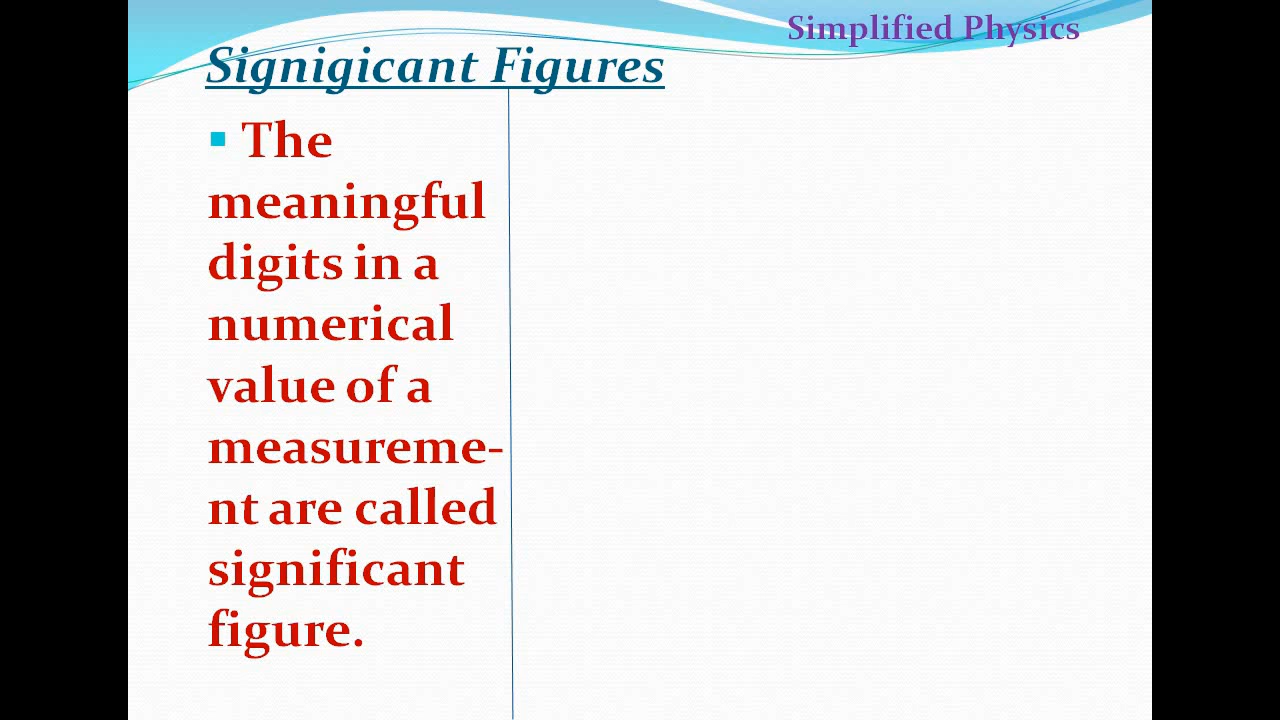 Simplified Physics
Signigicant Figures
▪ The
meaningful
digits in a
numerical
value of a
measureme-
nt are called
significant
figure.